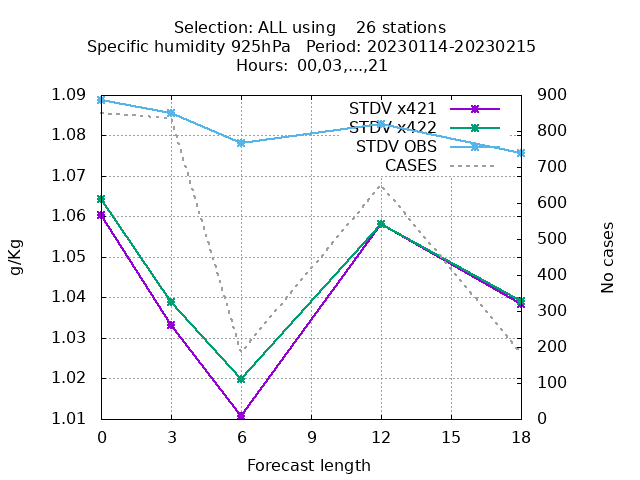 Selection: ALL using    26 stations
Specific humidity 925hPa   Period: 20230114-20230215
Hours: 00,03,...,21
1.09
1.08
1.07
1.06
1.05
1.04
1.03
1.02
1.01
g/Kg
STDV x421
STDV x422
STDV OBS
CASES
900
800
700
600
500
400
300
200
100
0
No cases
0 3 6 9 12 15 18
Forecast length